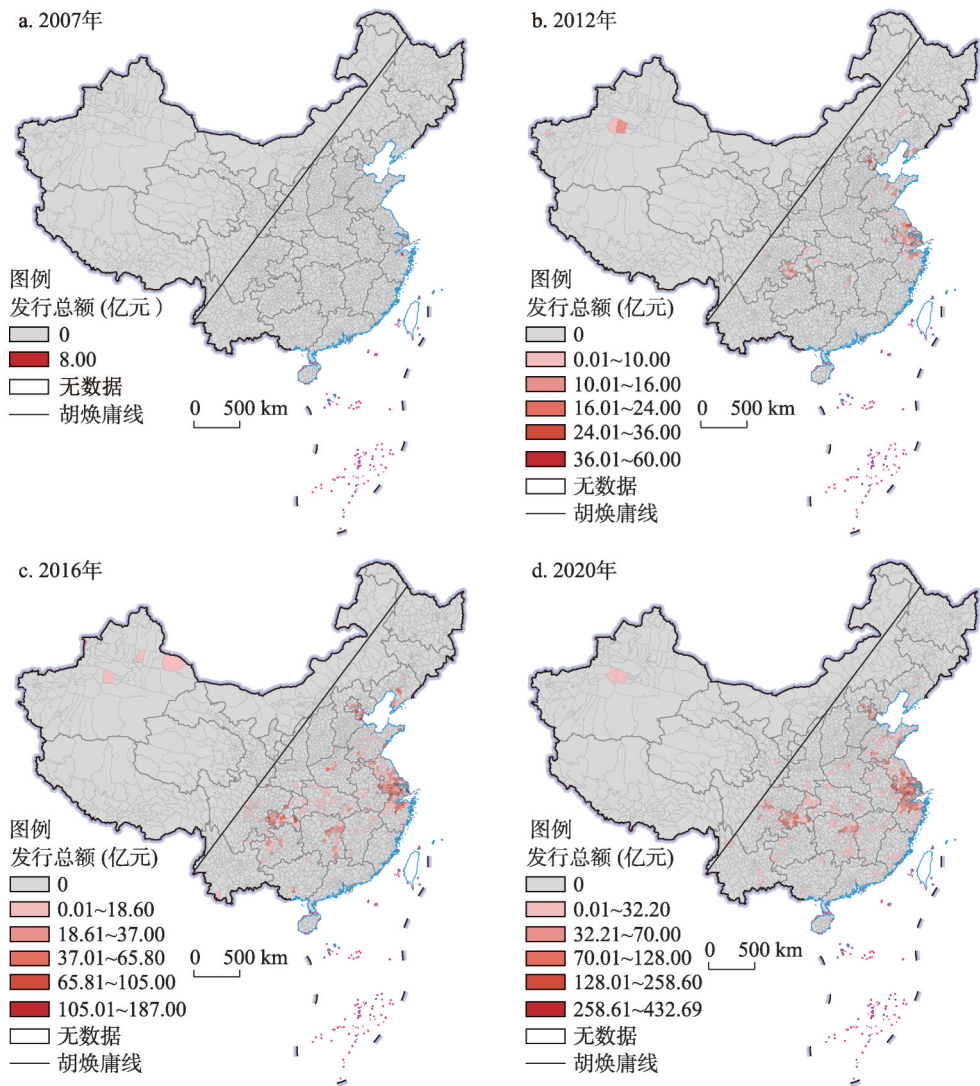 a. 2007年
图例
发行总额 (亿元 )
0
8.00
无数据
胡焕庸线
0 500 km
b. 2012年
图例
发行总额 (亿元)
0
0.01~10.00
10.01~16.00
16.01~24.00
24.01~36.00
36.01~60.00
无数据
胡焕庸线
0 500 km
c. 2016年
图例
发行总额 (亿元)
0
0.01~18.60
18.61~37.00
37.01~65.80
65.81~105.00
105.01~187.00
无数据
胡焕庸线
0 500 km
d. 2020年
图例
发行总额 (亿元)
0
0.01~32.20
32.21~70.00
70.01~128.00
128.01~258.60
258.61~432.69
无数据
胡焕庸线
0 500 km